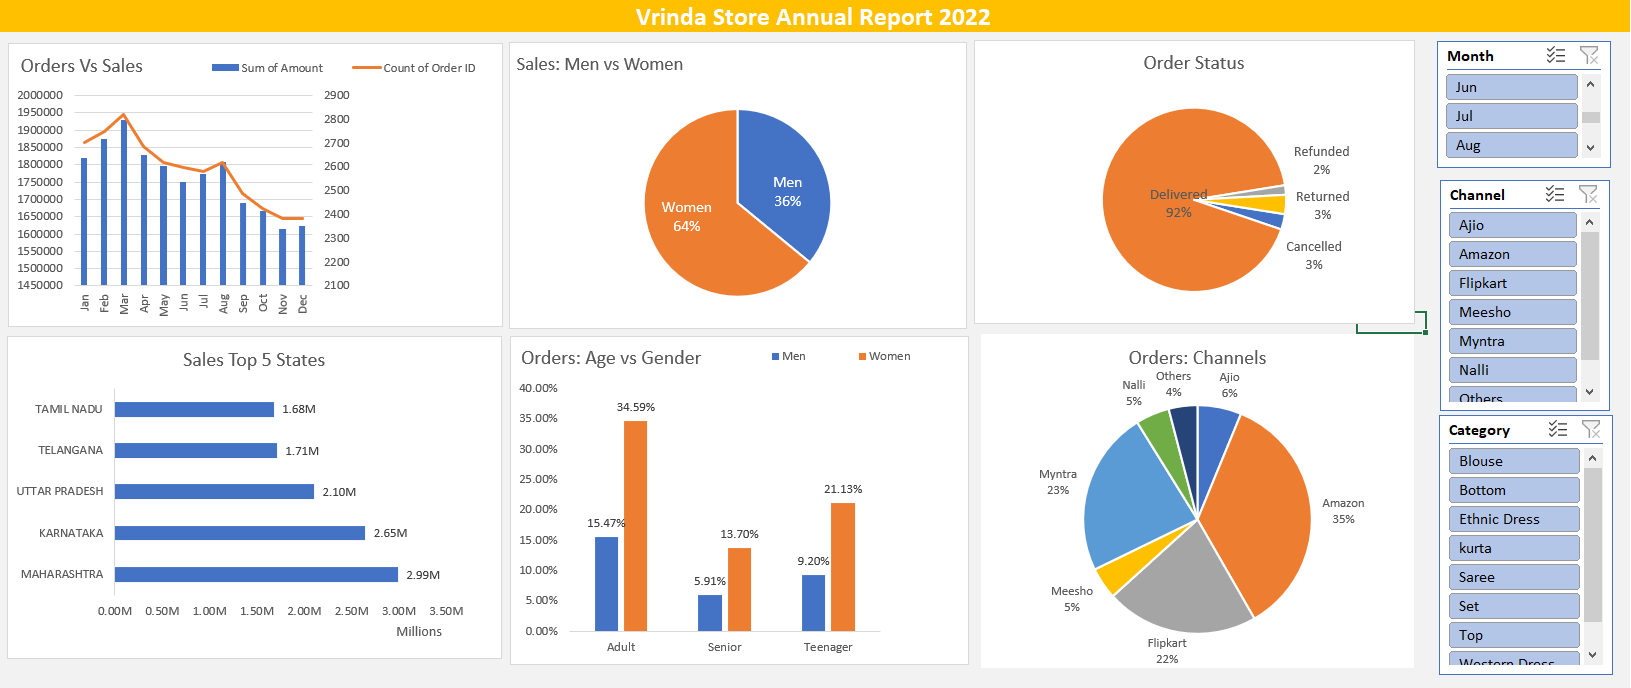 Vrinda Store Annual Report 2022
Orders Vs Sales
Sum of Amount
Count of Order ID
2000000
1950000
1900000
1850000
1800000
1750000
1700000
1650000
1600000
1550000
1500000
1450000
2900
2800
2700
2600
2500
2400
2300
2200
2100
Jan
Feb
Mar
Apr
May
Jun
Jul
Aug
Sep
Oct
Nov
Dec
Sales: Men vs Women
Men
36%
Women
64%
Order Status
Refunded
2%
Returned
3%
Cancelled
3%
Delivered
92%
Sales Top 5 States
TAMIL NADU
1.68M
TELANGANA
1.71M
UTTAR PRADESH
2.10M
KARNATAKA
2.65M
MAHARASHTRA
2.99M
0.00M 0.50M 1.00M 1.50M 2.00M 2.50M 3.00M 3.50M
Millions
Orders: Age vs Gender
Men
Women
40.00%
35.00%
30.00%
25.00%
20.00%
15.00%
10.00%
5.00%
0.00%
15.47%
34.59%
5.91%
13.70%
9.20%
21.13%
Adult
Senior
Teenager
Orders: Channels
Ajio
6%
Amazon
35%
Flipkart
22%
Meesho
5%
Myntra
23%
Nalli
5%
Others
4%
Month
Jun
Jul
Aug
Channel
Ajio
Amazon
Flipkart
Meesho
Myntra
Nalli
Others
Category
Blouse
Bottom
Ethnic Dress
kurta
Saree
Set
Top
Western Dress